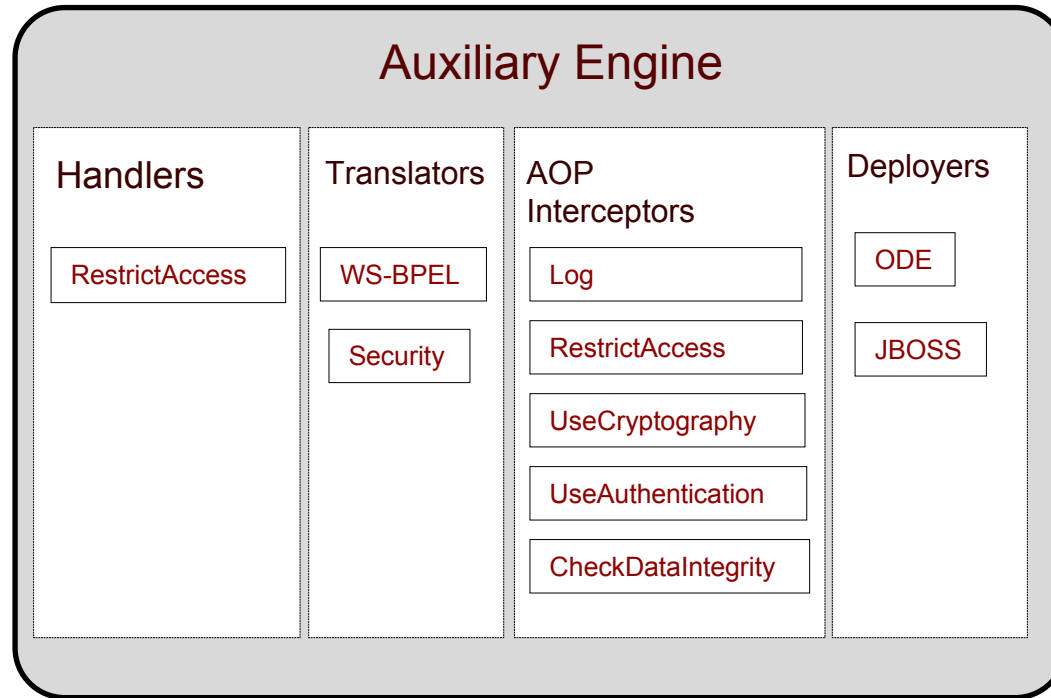 Auxiliary Engine
Handlers
RestrictAccess
Translators
WS-BPEL
Security
AOP
Interceptors
Log
RestrictAccess
UseCryptography
UseAuthentication
CheckDataIntegrity
Deployers
ODE
JBOSS